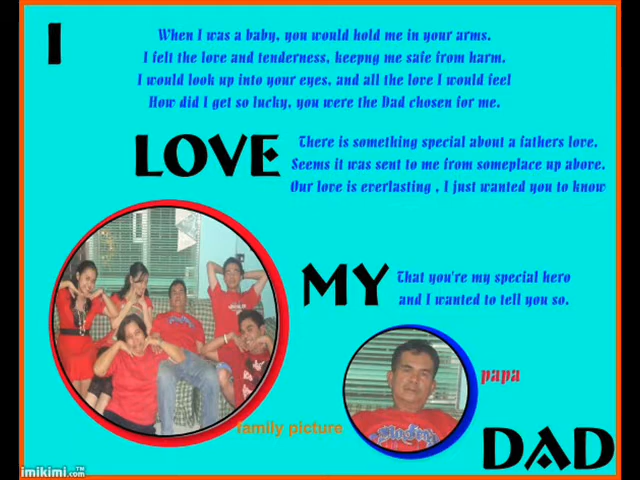 I
When I was a baby, you would hold me in your arms.
I felt the love and tenderness, keepng me safe from harm.
I would look up into your eyes, and all the love I would feel
How did I get so lucky, you were the Dad chosen for me.
LOVE
There is something special about a fathers love.
Seems it was sent to me from someplace up above.
Our love is everlasting , I just wanted you to know
MY
That you're my special hero
and I wanted to tell you so.
papa
family picture
DAD
imikimi.com™